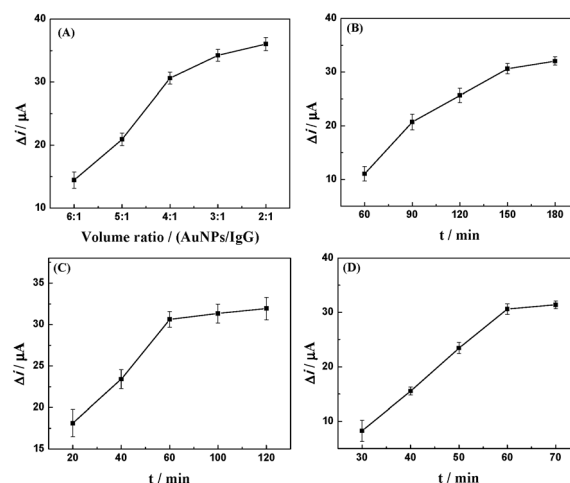 (A)
Δi / μA
40
30
20
10
6:1 5:1 4:1 3:1 2:1
Volume ratio / (AuNPs/IgG)
(B)
Δi / μA
40
30
20
10
60 90 120 150 180
t / min
(C)
Δi / μA
35
30
25
20
15
20 40 60 100 120
t / min
(D)
Δi / μA
40
30
20
10
30 40 50 60 70
t / min